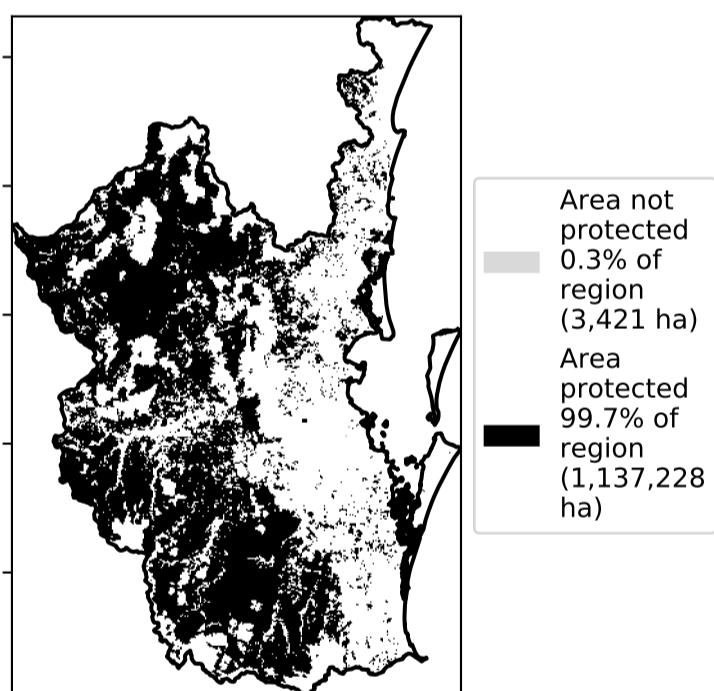 Area not
protected
0.3% of
region
(3,421 ha)
Area
protected
99.7% of
region
(1,137,228
ha)